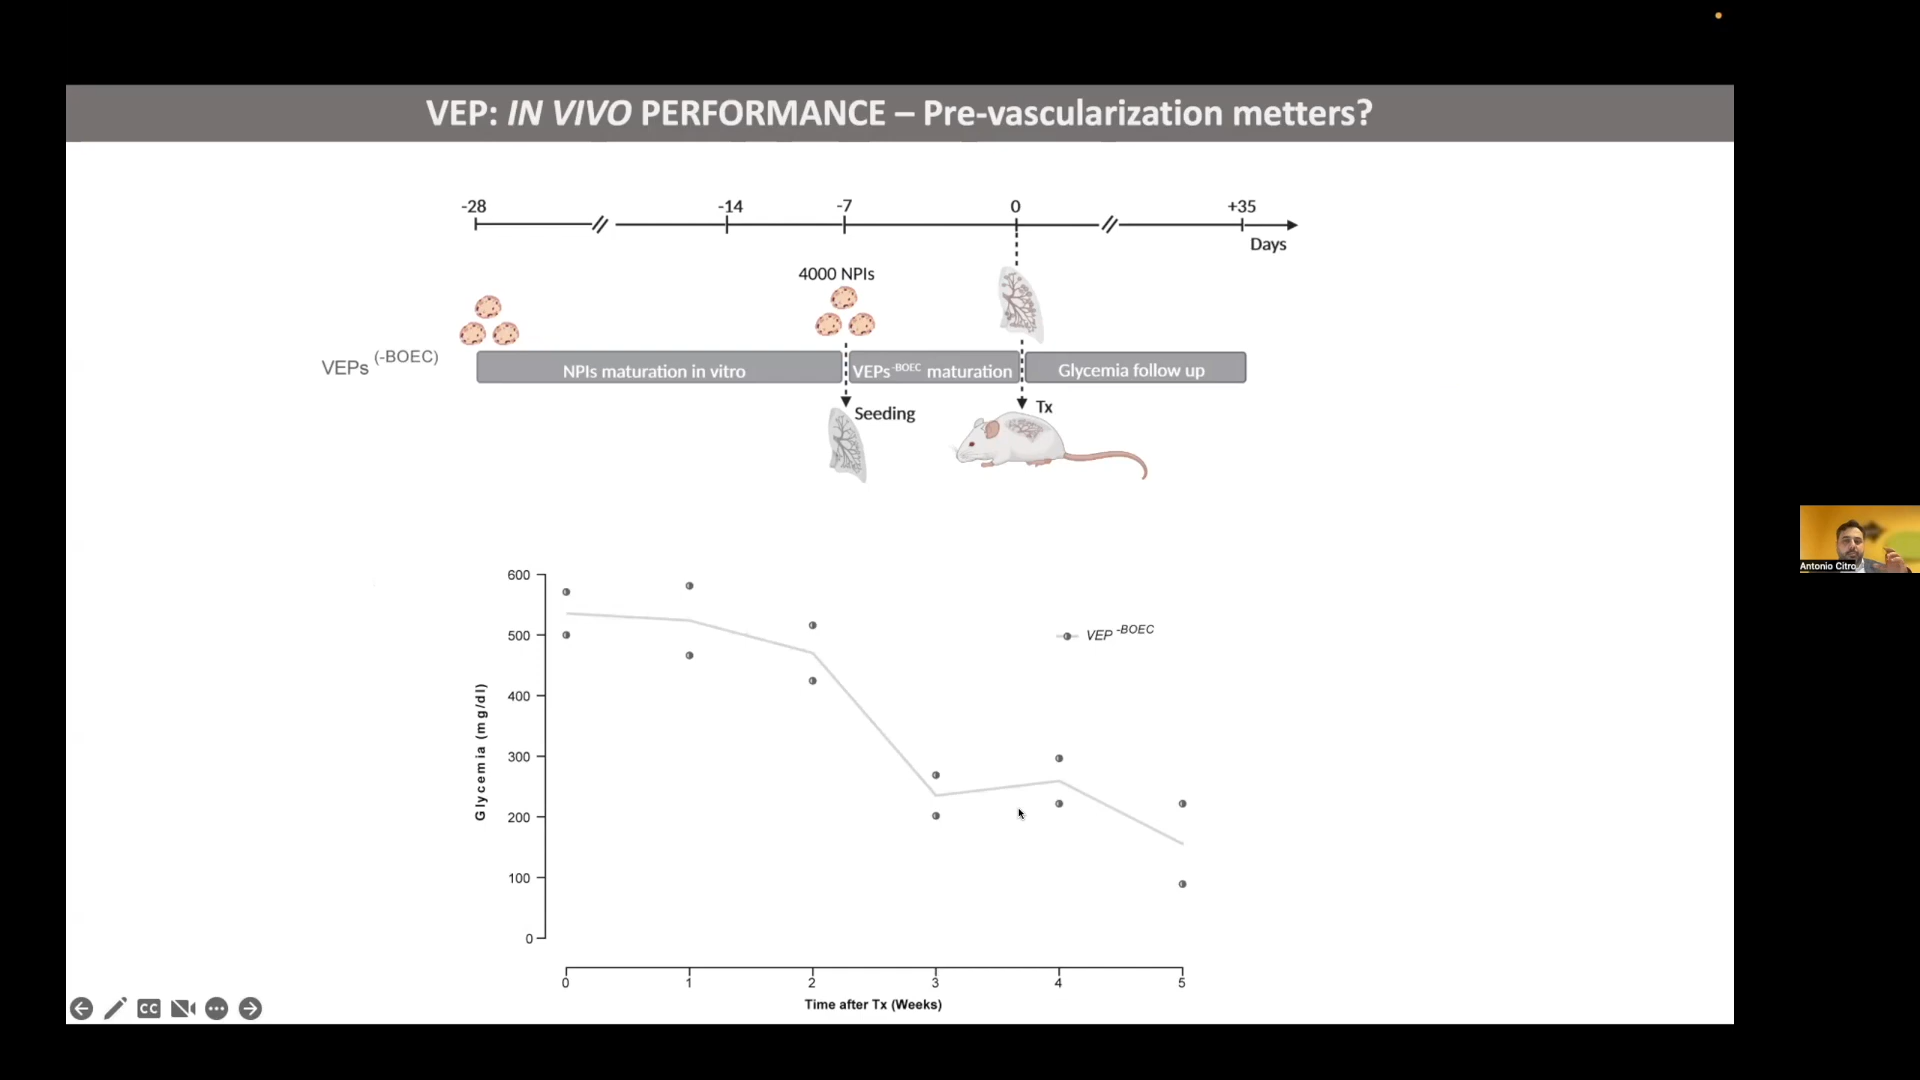 VEP: IN VIVO PERFORMANCE – Pre-vascularization metters?
-28 -14 -7 0 +35
Days
4000 NPIs
VEPs (-BOEC)
NPIs maturation in vitro
VEPs-BOEC maturation
Glycemia follow up
Seeding
Tx
600
500
400
300
200
100
0
Glycemia (mg/dl)
VEP -BOEC
0 1 2 3 4 5
Time after Tx (Weeks)
CC
Antonio Citro